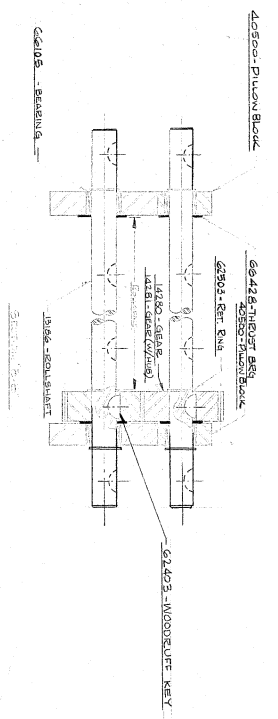 40500-PILLOW BLOCK
66428-THRUST BRG
40500-PILLOW BLOCK
62503-RET. RING
14280-GEAR
14281-GEAR (W/HUB)
13186-ROLLSHAFT
66105-BEARING
62403-WOODRUFF KEY